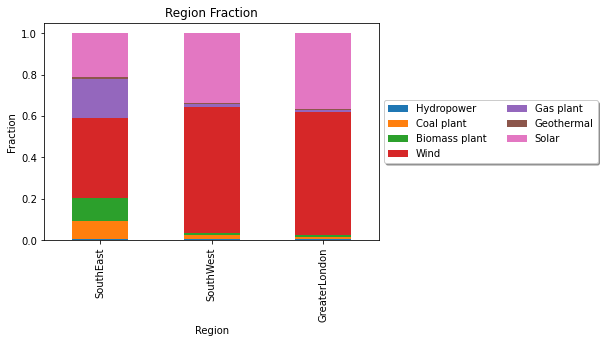 Region Fraction
1.0
0.8
0.6
0.4
0.2
0.0
Fraction
SouthEast
SouthWest
GreaterLondon
Region
Hydropower
Coal plant
Biomass plant
Wind
Gas plant
Geothermal
Solar